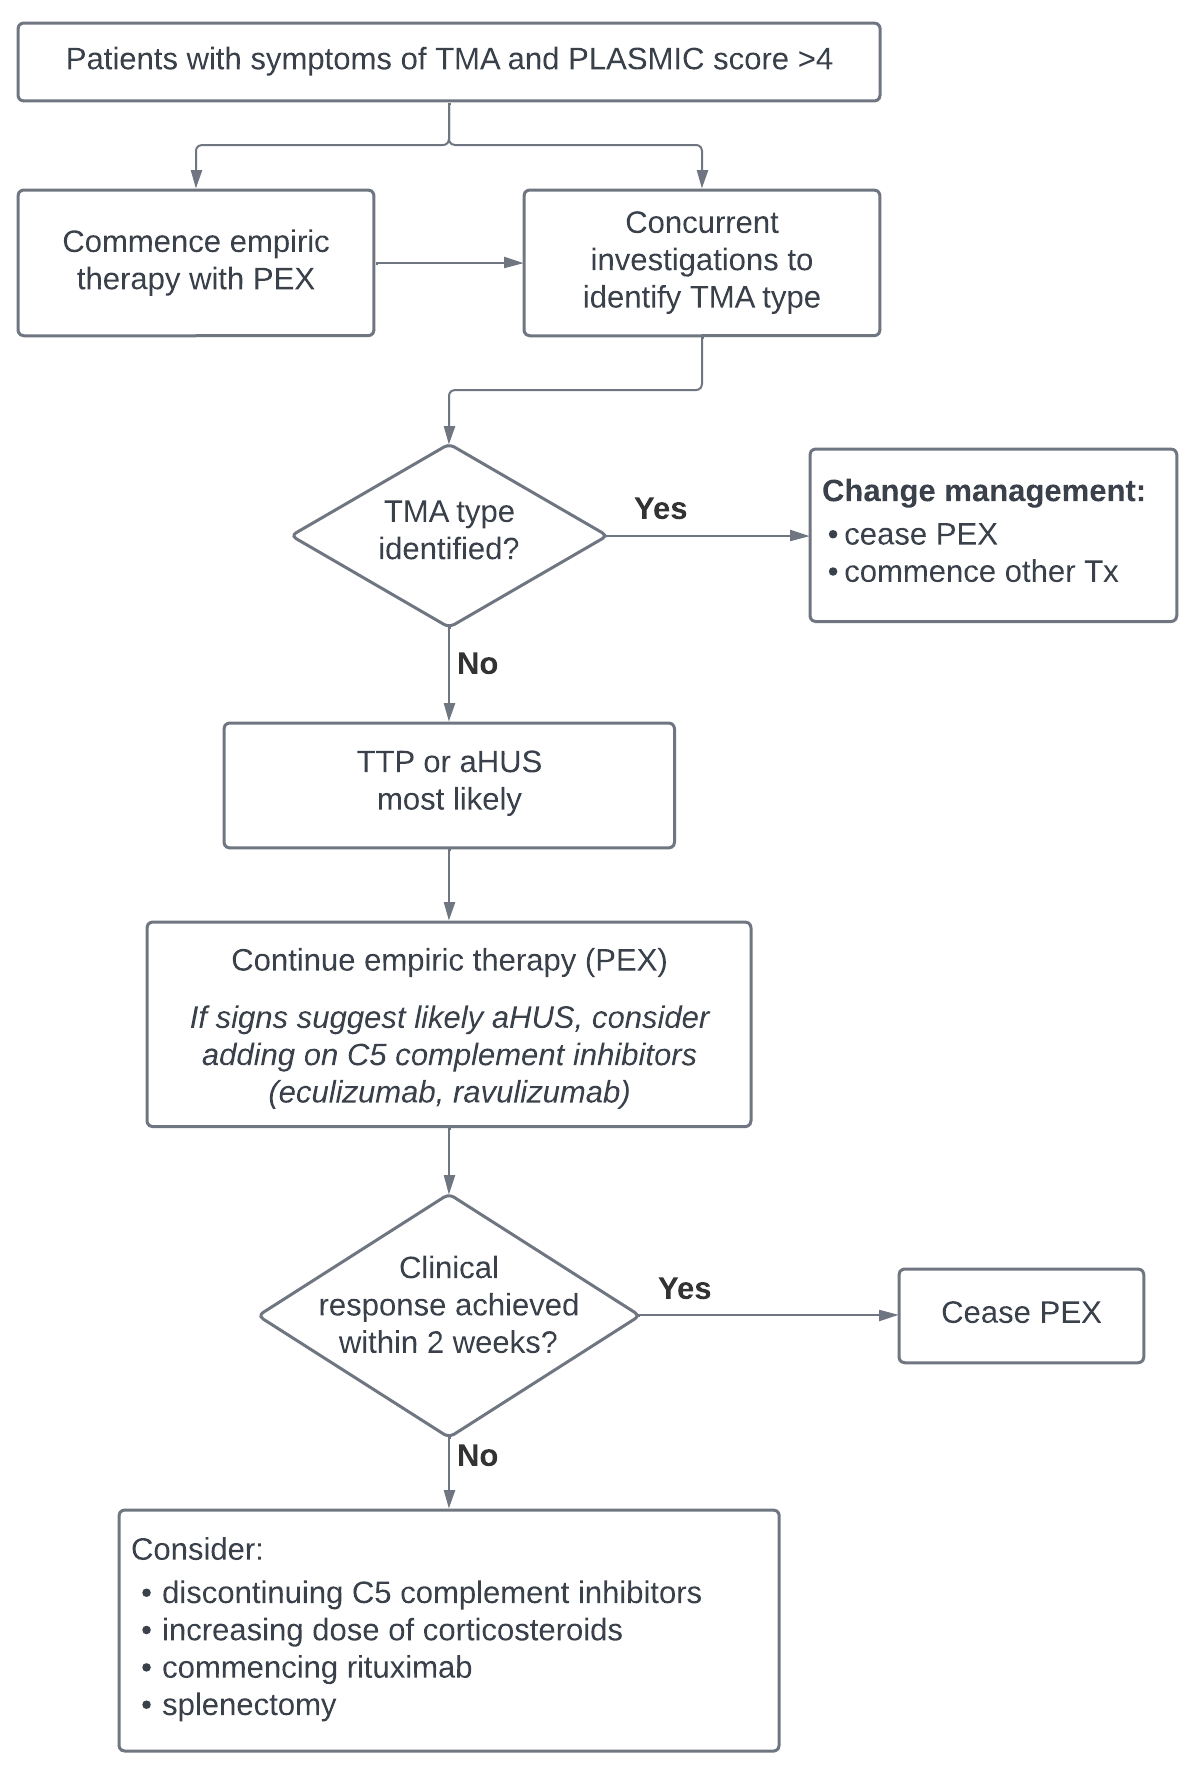 Patients with symptoms of TMA and PLASMIC score >4
Commence empiric
therapy with PEX
Concurrent
investigations to
identify TMA type
TMA type
identified?
Yes
Change management:
• cease PEX
• commence other Tx
No
TTP or aHUS
most likely
Continue empiric therapy (PEX)
If signs suggest likely aHUS, consider
adding on C5 complement inhibitors
(eculizumab, ravulizumab)
Clinical
response achieved
within 2 weeks?
Yes
Cease PEX
No
Consider:
• discontinuing C5 complement inhibitors
• increasing dose of corticosteroids
• commencing rituximab
• splenectomy